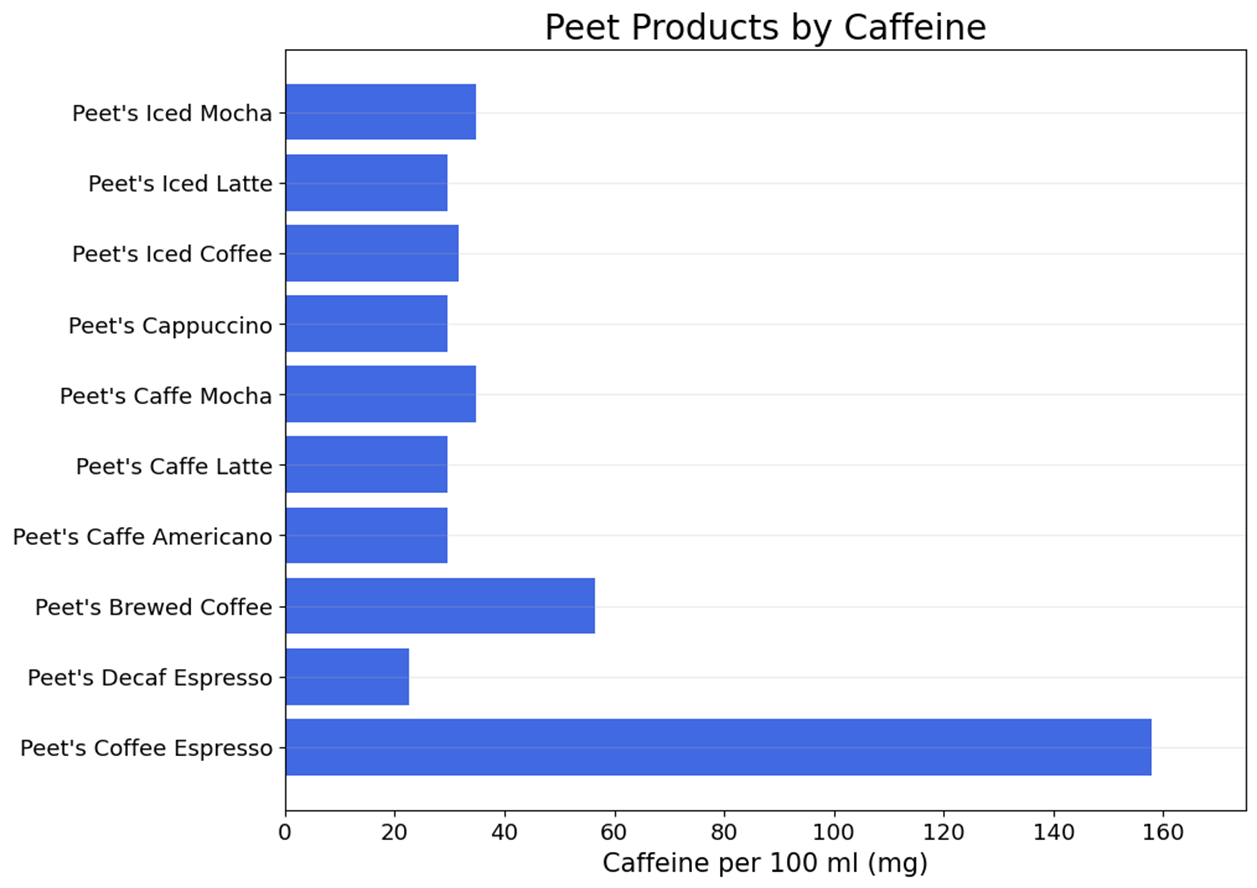 Peet Products by Caffeine
Peet's Iced Mocha
Peet's Iced Latte
Peet's Iced Coffee
Peet's Cappuccino
Peet's Caffe Mocha
Peet's Caffe Latte
Peet's Caffe Americano
Peet's Brewed Coffee
Peet's Decaf Espresso
Peet's Coffee Espresso
0 20 40 60 80 100 120 140 160
Caffeine per 100 ml (mg)